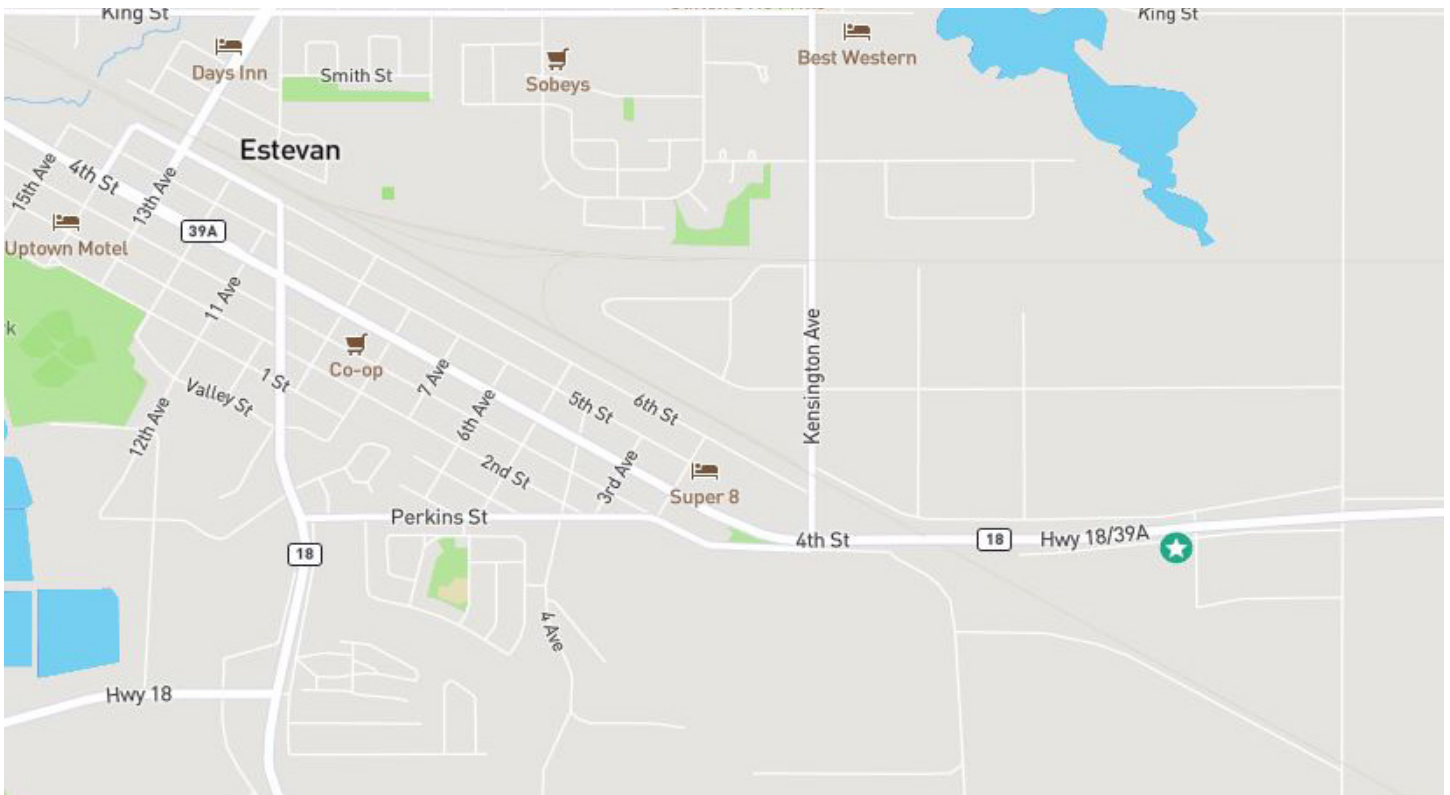 King St
King St
Days Inn
Smith St
Sobeys
Best Western
Estevan
15th Ave
4th St
13th Ave
39A
Uptown Motel
11 Ave
Co-op
Kensington Ave
Valley St
1 St
7 Ave
6th Ave
5th St
6th St
12th Ave
2nd St
3rd Ave
Super 8
Perkins St
4th St
18
Hwy 18/39A
18
4 Ave
Hwy 18